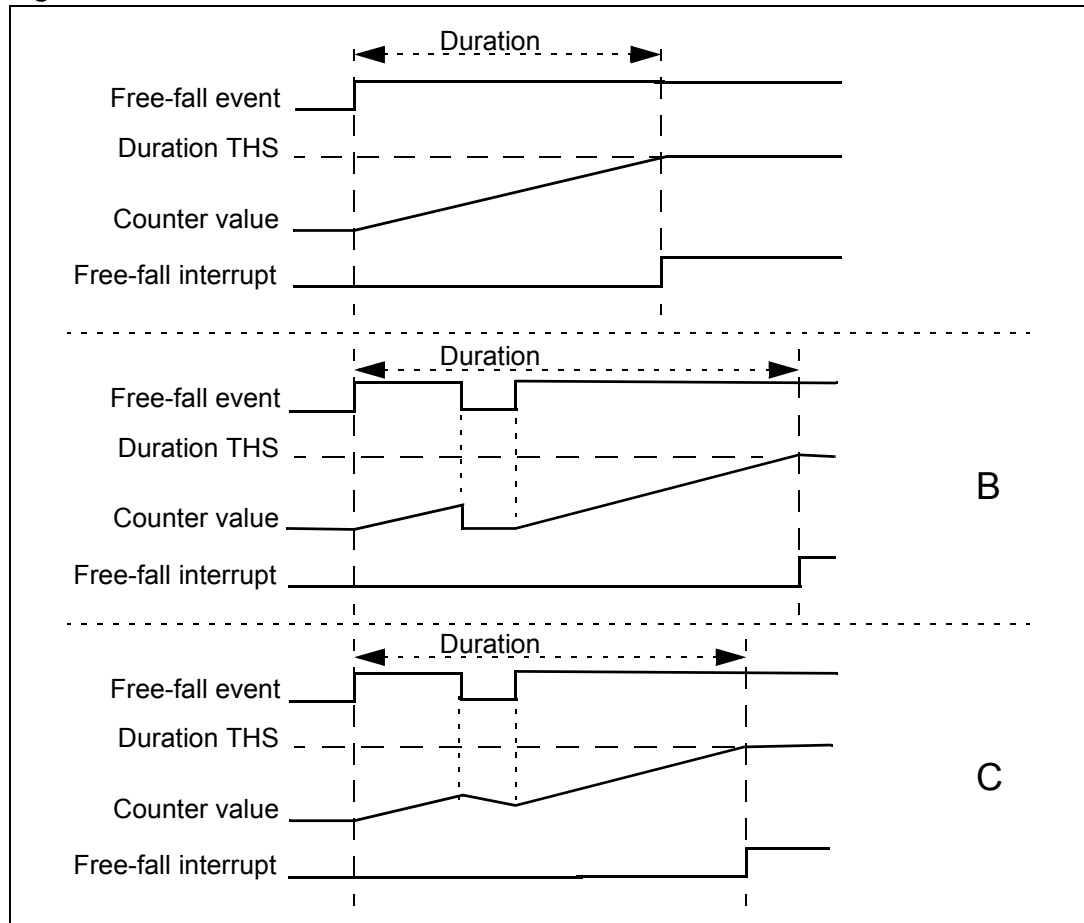 Duration
Free-fall event
Duration THS
Counter value
Free-fall interrupt
Duration
Free-fall event
Duration THS
B
Counter value
Free-fall interrupt
Duration
Free-fall event
Duration THS
C
Counter value
Free-fall interrupt